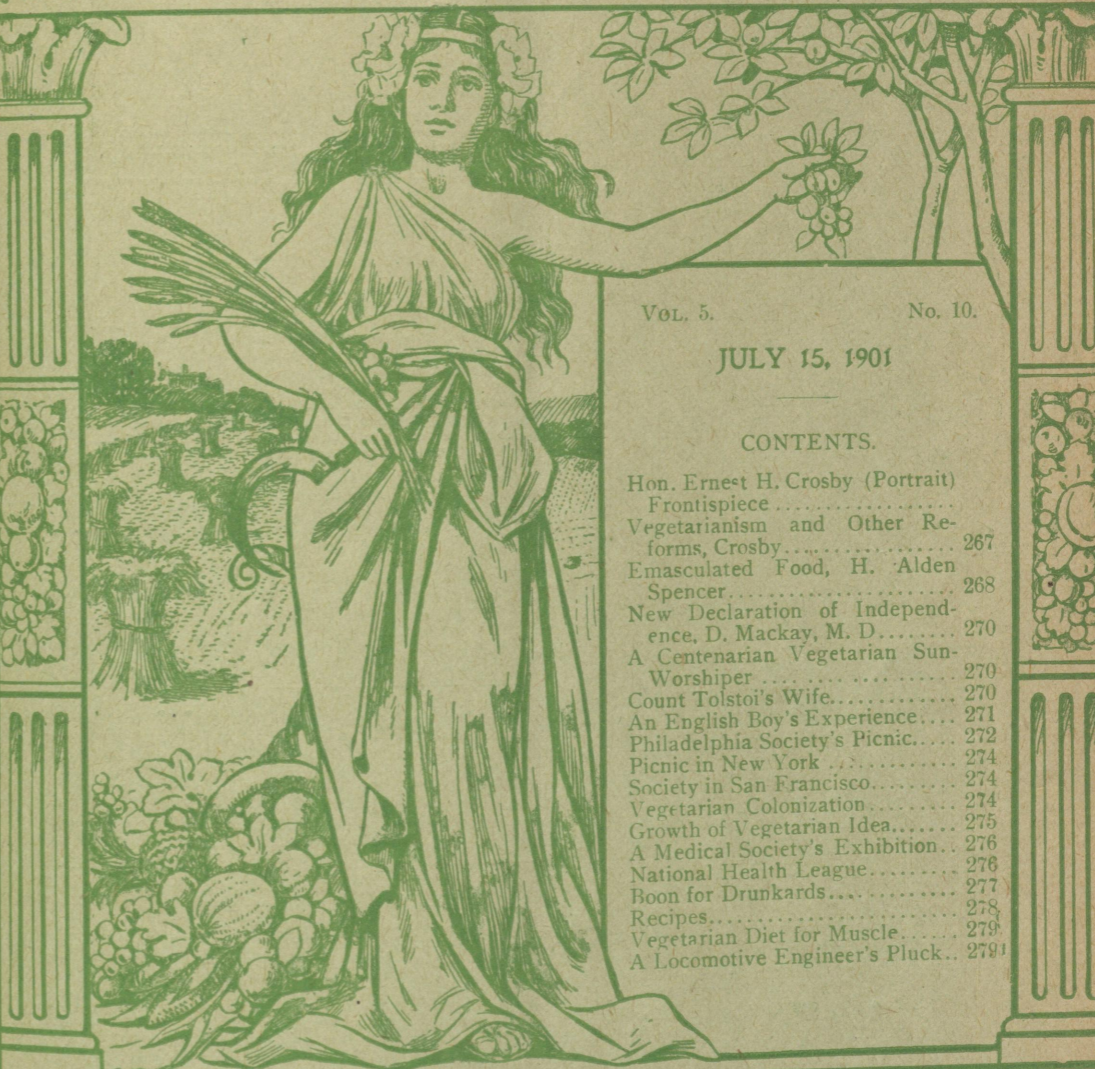 VOL. 5. No. 10.
JULY 15, 1901
CONTENTS.
Hon. Ernest H. Crosby (Portrait)
Frontispiece ..................
Vegetarianism and Other Re-
forms, Crosby.................. 267
Emasculated Food, H. Alden
Spencer........................ 268
New Declaration of Independ-
ence, D. Mackay, M. D........ 270
A Centenarian Vegetarian Sun-
Worshiper .................... 270
Count Tolstoi's Wife............. 270
An English Boy's Experience.... 271
Philadelphia Society's Picnic..... 272
Picnic in New York .............. 274
Society in San Francisco......... 274
Vegetarian Colonization.......... 274
Growth of Vegetarian Idea....... 275
A Medical Society's Exhibition.. 276
National Health League.......... 276
Boon for Drunkards.............. 277
Recipes.......................... 278
Vegetarian Diet for Muscle...... 279
A Locomotive Engineer's Pluck.. 279